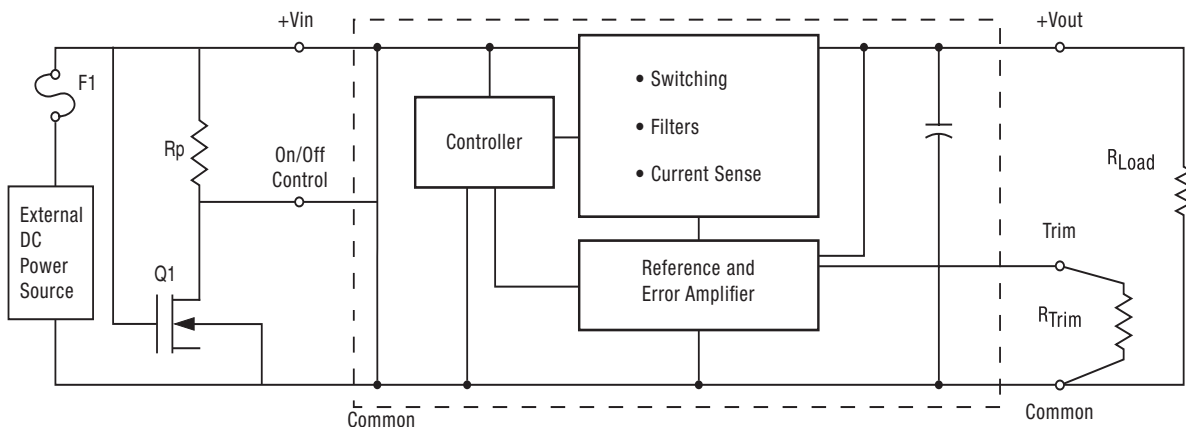 +Vin
+Vout
F1
• Switching
Controller
• Filters
Rp
On/Off
Control
• Current Sense
RLoad
External
DC
Power
Source
Q1
Reference and
Error Amplifier
Trim
RTrim
Common
Common